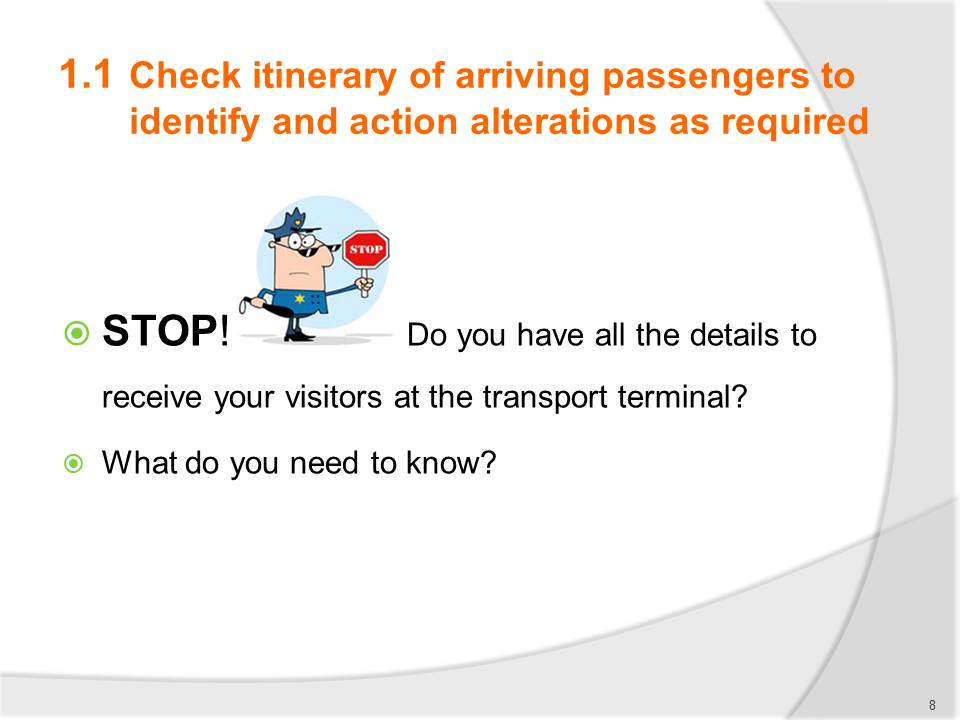 1.1 Check itinerary of arriving passengers to
identify and action alterations as required
STOP
STOP! Do you have all the details to
receive your visitors at the transport terminal?
What do you need to know?
8